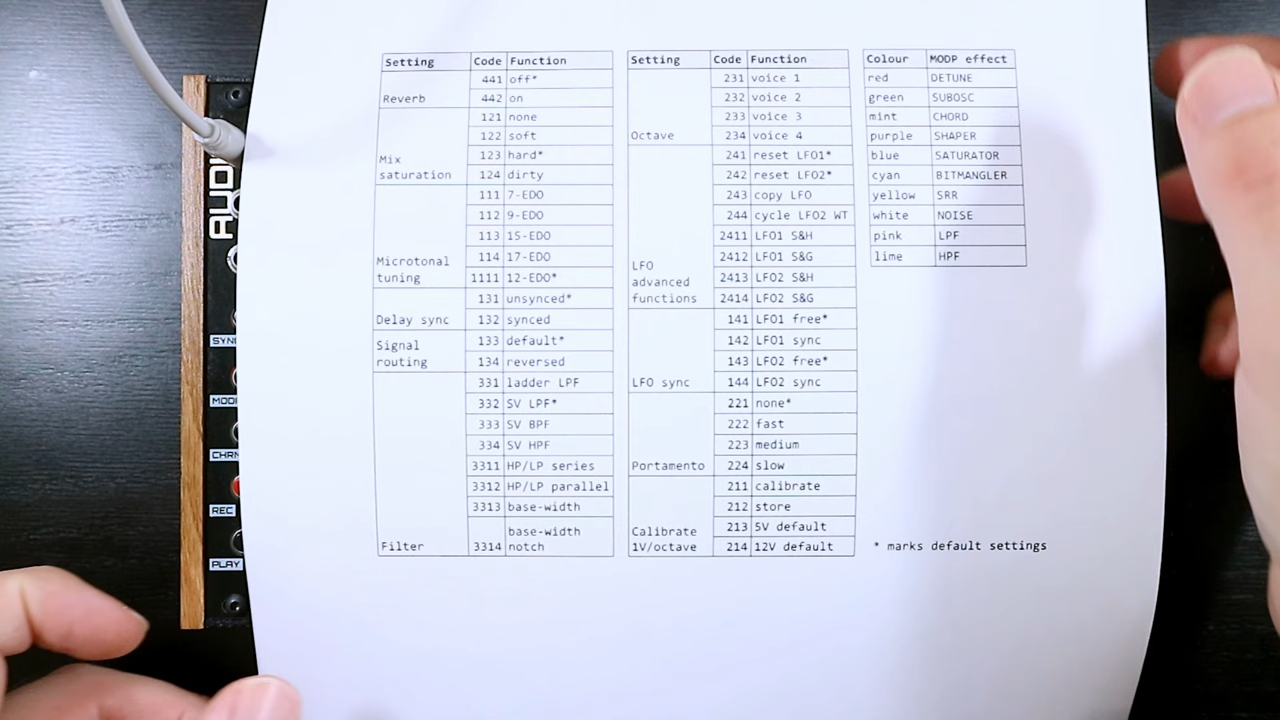 Setting Code Function
441 off*
Reverb 442 on
121 none
122 soft
Mix 123 hard*
saturation 124 dirty
111 7-EDO
112 9-EDO
113 15-EDO
Microtonal 114 17-EDO
tuning 1111 12-EDO*
131 unsynced*
Delay sync 132 synced
Signal 133 default*
routing 134 reversed
331 ladder LPF
332 SV LPF*
333 SV BPF
334 SV HPF
3311 HP/LP series
3312 HP/LP parallel
3313 base-width
base-width
Filter 3314 notch
Setting Code Function
231 voice 1
232 voice 2
233 voice 3
Octave 234 voice 4
241 reset LFO1*
242 reset LFO2*
243 copy LFO
244 cycle LFO2 WT
2411 LFO1 S&H
LFO 2412 LFO1 S&G
advanced 2413 LFO2 S&H
functions 2414 LFO2 S&G
141 LFO1 free*
142 LFO1 sync
143 LFO2 free*
LFO sync 144 LFO2 sync
221 none*
222 fast
223 medium
Portamento 224 slow
211 calibrate
212 store
Calibrate 213 5V default
1V/octave 214 12V default
Colour MODP effect
red DETUNE
green SUBOSC
mint CHORD
purple SHAPER
blue SATURATOR
cyan BITMANGLER
yellow SRR
white NOISE
pink LPF
lime HPF
* marks default settings
REC
PLAY